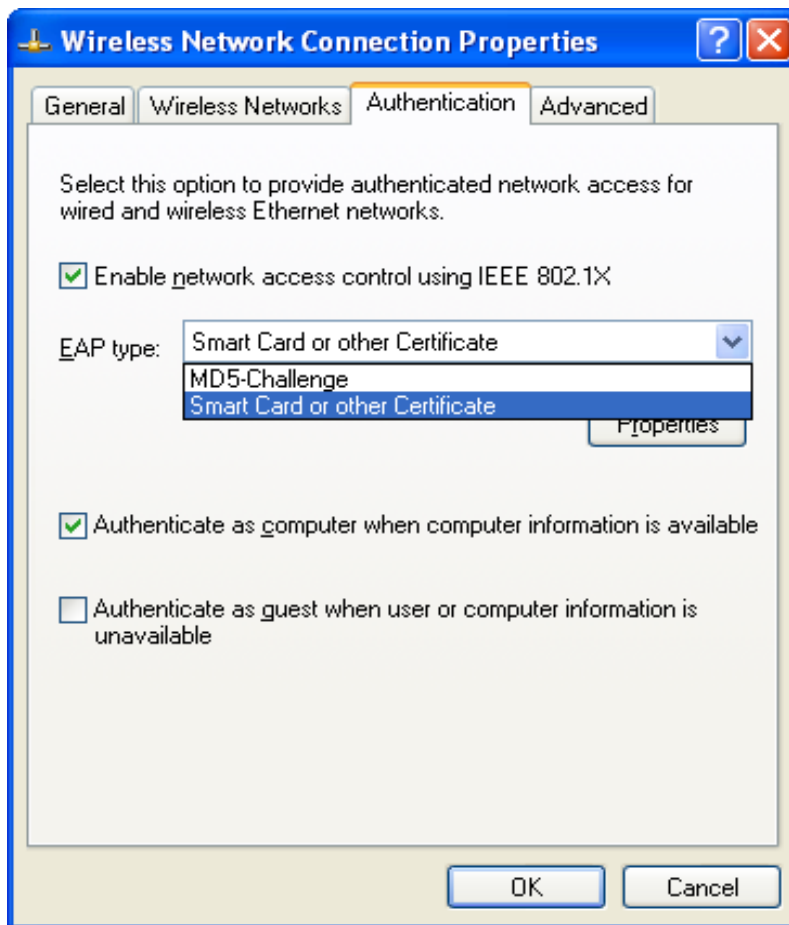 Wireless Network Connection Properties
General Wireless Networks Authentication Advanced
Select this option to provide authenticated network access for
wired and wireless Ethernet networks.
Enable network access control using IEEE 802.1X
EAP type: Smart Card or other Certificate
MD5-Challenge
Smart Card or other Certificate
Properties
Authenticate as computer when computer information is available
Authenticate as guest when user or computer information is
unavailable
OK Cancel